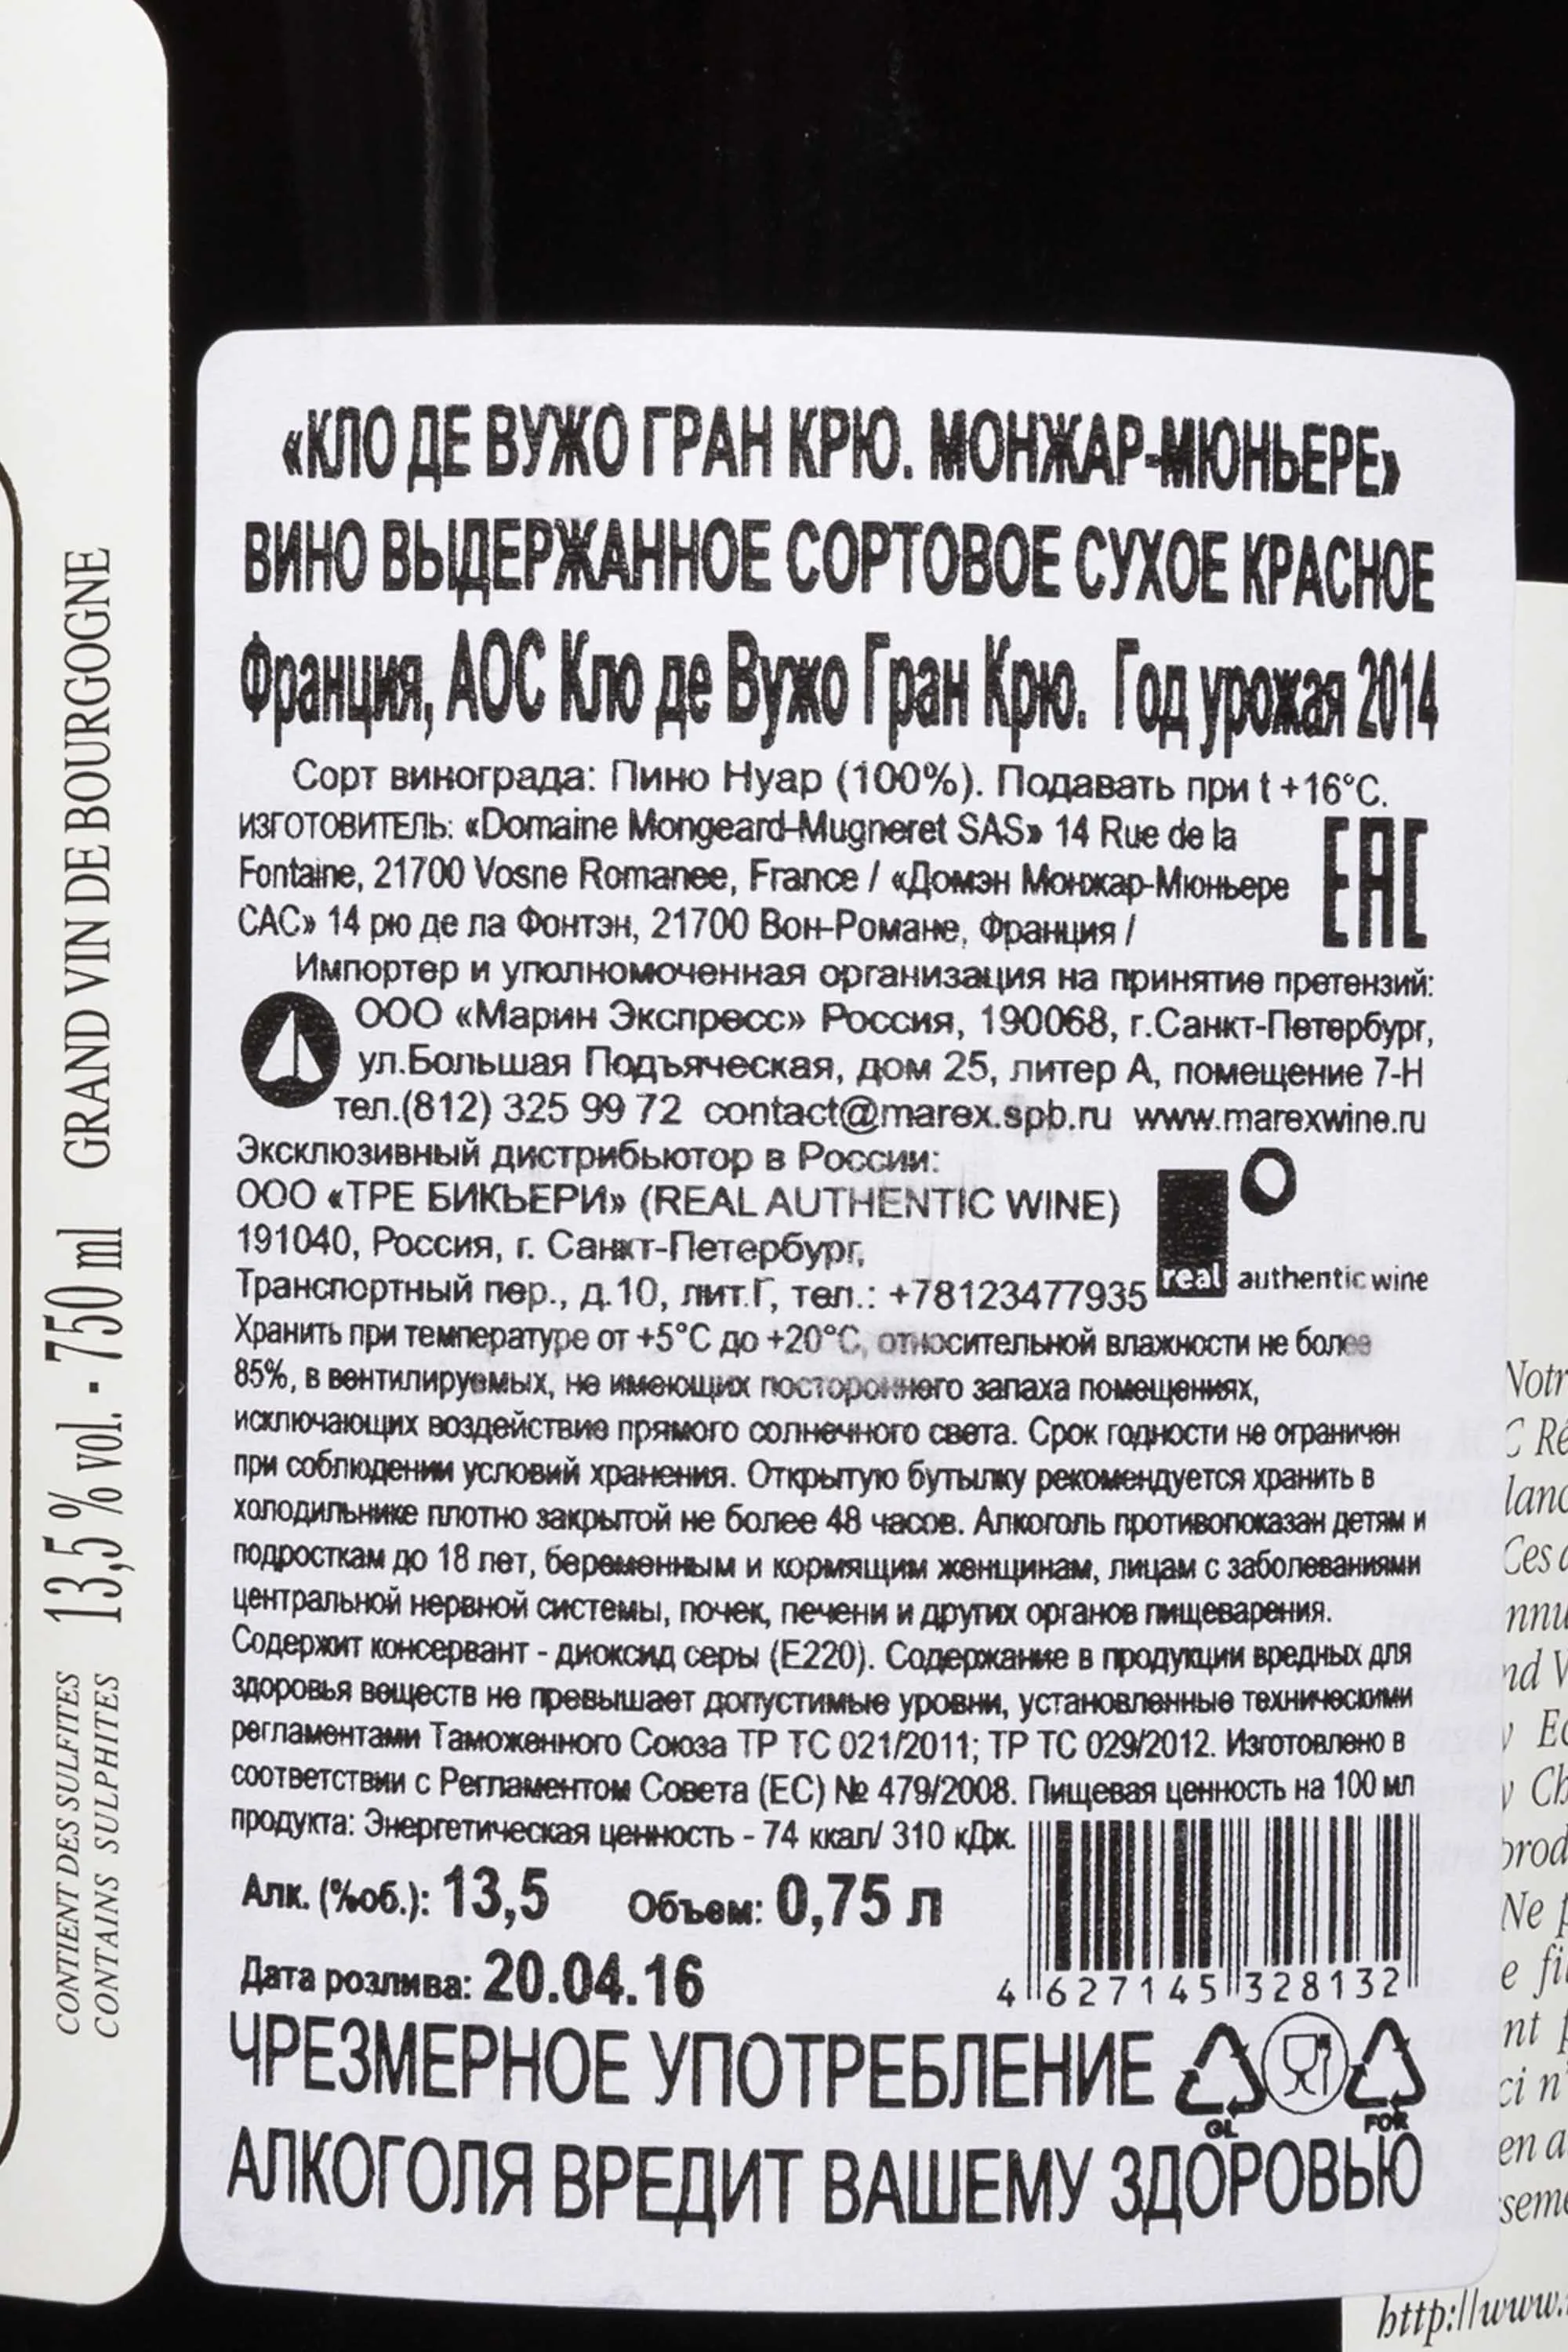 GRAND VIN DE BOURGOGNE
13,5 % vol. - 750 ml
CONTIENT DES SULFITES
CONTAINS SULPHITES
«КЛО ДЕ ВУЖО ГРАН КРЮ. МОНЖАР-МЮНЬЕРЕ»
ВИНО ВЫДЕРЖАННОЕ СОРТОВОЕ СУХОЕ КРАСНОЕ
Франция, АОС Кло де Вужо Гран Крю. Год урожая 2014
Сорт винограда: Пино Нуар (100%). Подавать при t +16°C.
ИЗГОТОВИТЕЛЬ: «Domaine Mongeard-Mugneret SAS» 14 Rue de la
Fontaine, 21700 Vosne Romanee, France / «Домэн Монжар-Мюньере
САС» 14 рю де ла Фонтэн, 21700 Вон-Романе, Франция /
EAC
Импортер и уполномоченная организация на принятие претензий:
ООО «Марин Экспресс» Россия, 190068, г.Санкт-Петербург,
ул.Большая Подъяческая, дом 25, литер А, помещение 7-Н
тел.(812) 325 99 72 contact@marex.spb.ru www.marexwine.ru
Эксклюзивный дистрибьютор в России:
ООО «ТРЕ БИКЬЕРИ» (REAL AUTHENTIC WINE)
191040, Россия, г. Санкт-Петербург,
Транспортный пер., д.10, лит.Г, тел.: +78123477935
real authentic wine
Хранить при температуре от +5°C до +20°C, относительной влажности не более
85%, в вентилируемых, не имеющих постороннего запаха помещениях,
исключающих воздействие прямого солнечного света. Срок годности не ограничен
при соблюдении условий хранения. Открытую бутылку рекомендуется хранить в
холодильнике плотно закрытой не более 48 часов. Алкоголь противопоказан детям и
подросткам до 18 лет, беременным и кормящим женщинам, лицам с заболеваниями
центральной нервной системы, почек, печени и других органов пищеварения.
Содержит консервант - диоксид серы (Е220). Содержание в продукции вредных для
здоровья веществ не превышает допустимые уровни, установленные техническими
регламентами Таможенного Союза ТР ТС 021/2011; ТР ТС 029/2012. Изготовлено в
соответствии с Регламентом Совета (ЕС) № 479/2008. Пищевая ценность на 100 мл
продукта: Энергетическая ценность - 74 ккал/ 310 кДж.
Алк. (%об.): 13,5 Объем: 0,75 л
Дата розлива: 20.04.16
4 627145 328132
ЧРЕЗМЕРНОЕ УПОТРЕБЛЕНИЕ
GL FOR
АЛКОГОЛЯ ВРЕДИТ ВАШЕМУ ЗДОРОВЬЮ
http://www.